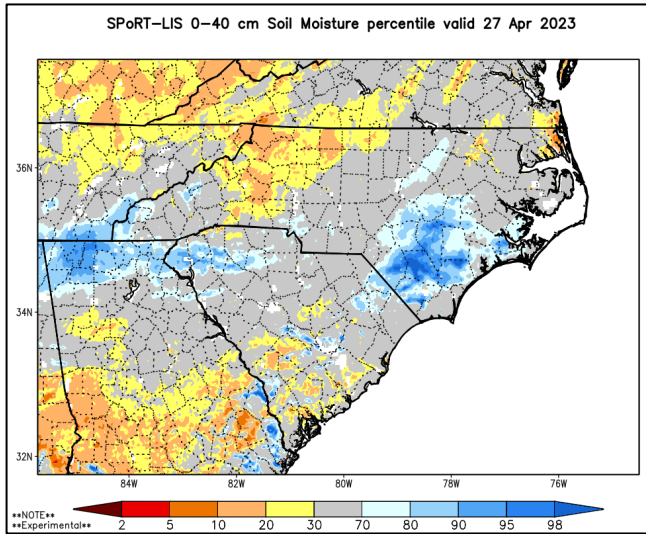 SPoRT-LIS 0-40 cm Soil Moisture percentile valid 27 Apr 2023
36N
34N
32N
84W 82W 80W 78W 76W
**NOTE**
**Experimental**
2 5 10 20 30 70 80 90 95 98